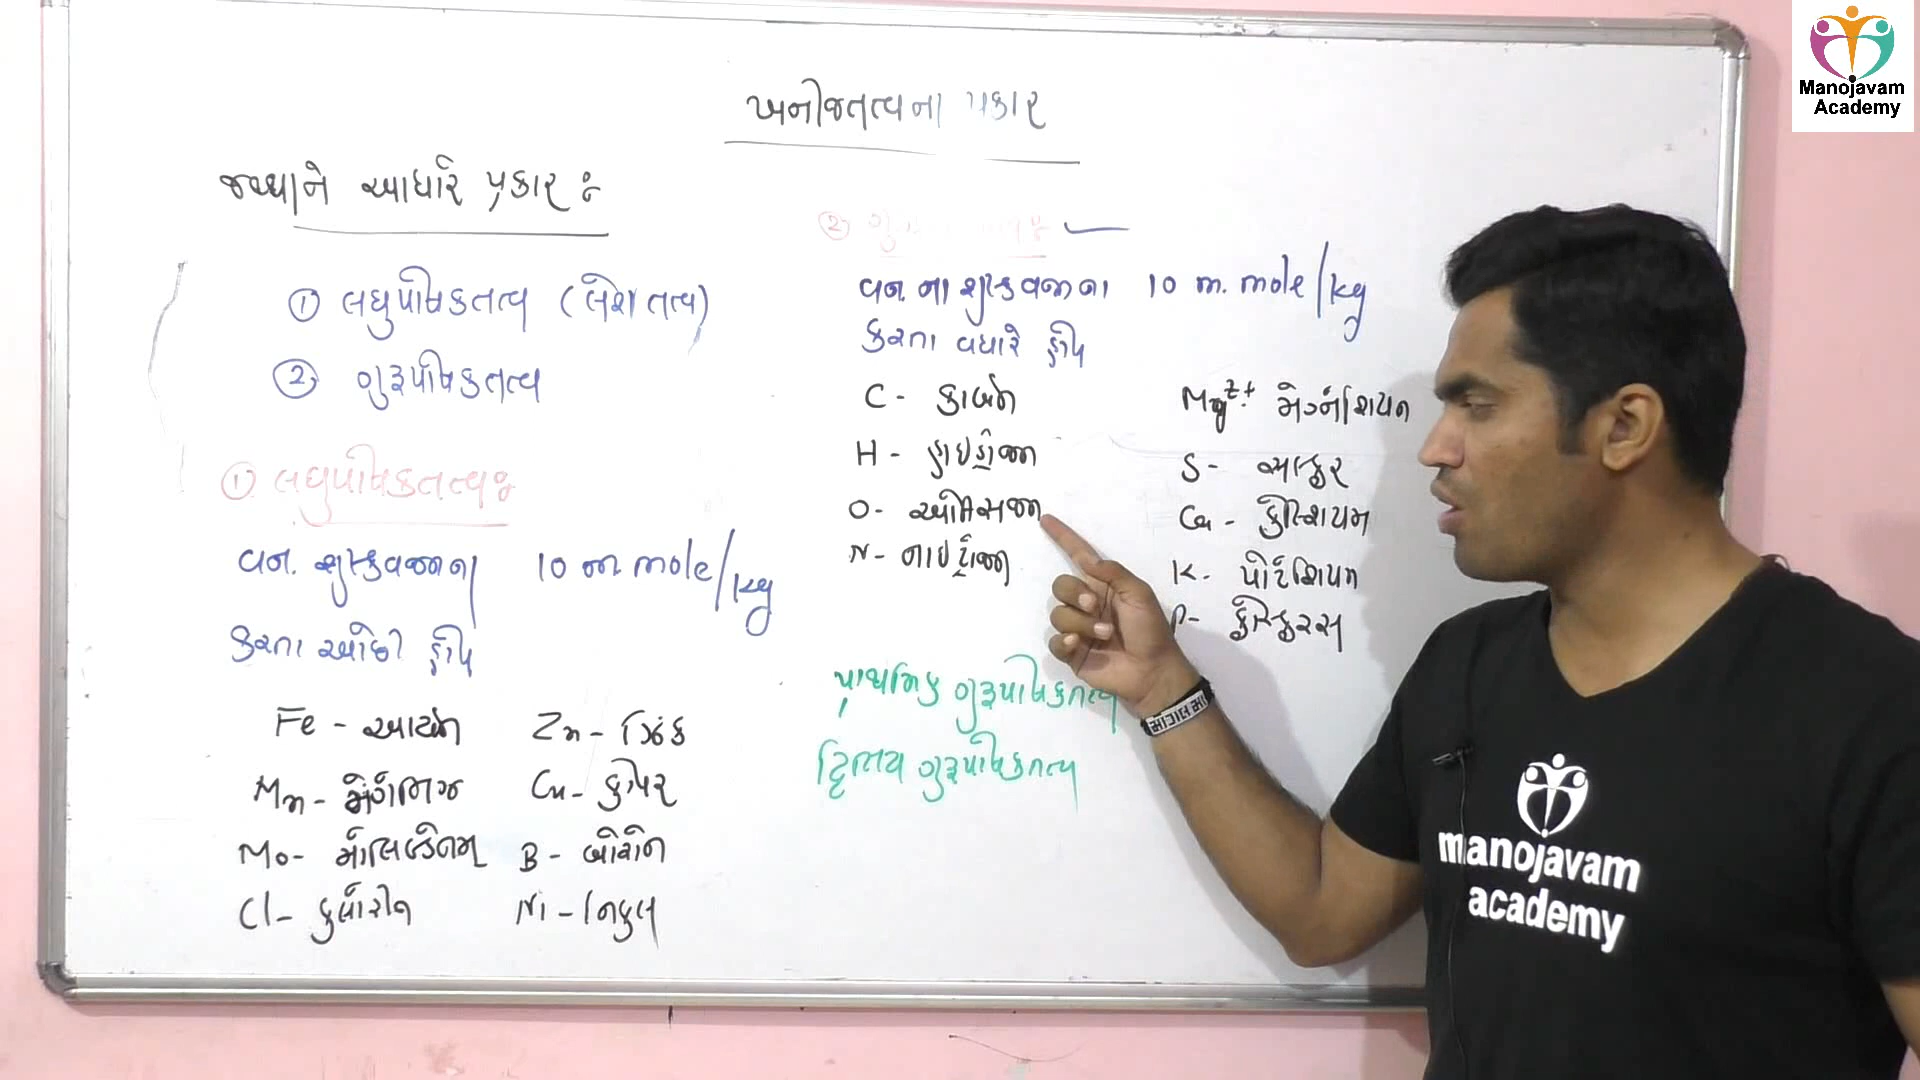 ખનીજતત્વના પ્રકાર
જથ્થાને આધારે પ્રકાર :
① લઘુપોષકતત્વ (લેશ તત્વ)
② ગુરૂપોષકતત્વ
① લઘુપોષકતત્વ :
વન. શુષ્કવજનના 10 m. mole/kg
કરતા ઓછી હોય
Fe - આયર્ન
Zn - ઝિંક
Mn - મેંગેનીઝ
Cu - કોપર
Mo - મોલિબ્ડેનમ
B - બોરોન
Cl - ક્લોરીન
Ni - નિકલ
②
વન. ના શુષ્કવજનના 10 m. mole/kg
કરતા વધારે હોય
C - કાર્બન
Mg2+ મેગ્નેશિયમ
H - હાઇડ્રોજન
S - સલ્ફર
O - ઓક્સિજન
Ca - કેલ્શિયમ
N - નાઇટ્રોજન
K - પોટેશિયમ
P - ફોસ્ફરસ
પ્રાથમિક ગુરૂપોષકતત્વ
દ્વિતિય ગુરૂપોષકતત્વ
Manojavam
Academy
manojavam
academy